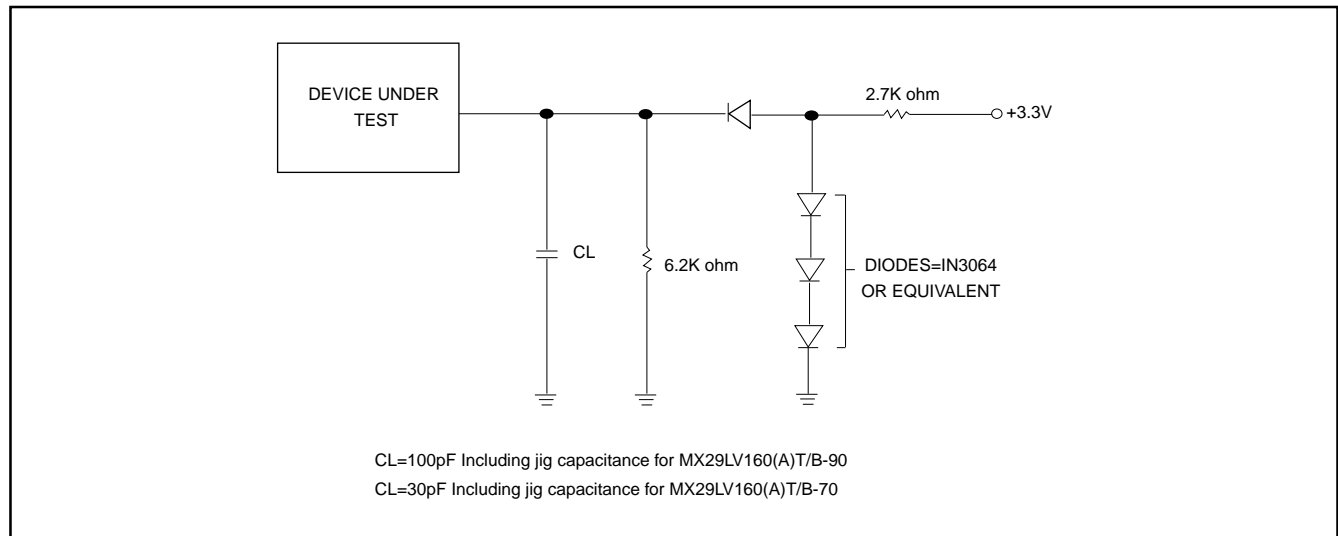 DEVICE UNDER
TEST
2.7K ohm
+3.3V
CL
6.2K ohm
DIODES=IN3064
OR EQUIVALENT
CL=100pF Including jig capacitance for MX29LV160(A)T/B-90
CL=30pF Including jig capacitance for MX29LV160(A)T/B-70